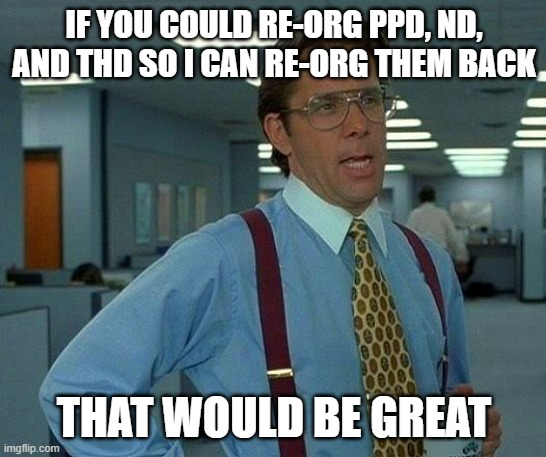 IF YOU COULD RE-ORG PPD, ND,
AND THD SO I CAN RE-ORG THEM BACK
THAT WOULD BE GREAT
imgflip.com